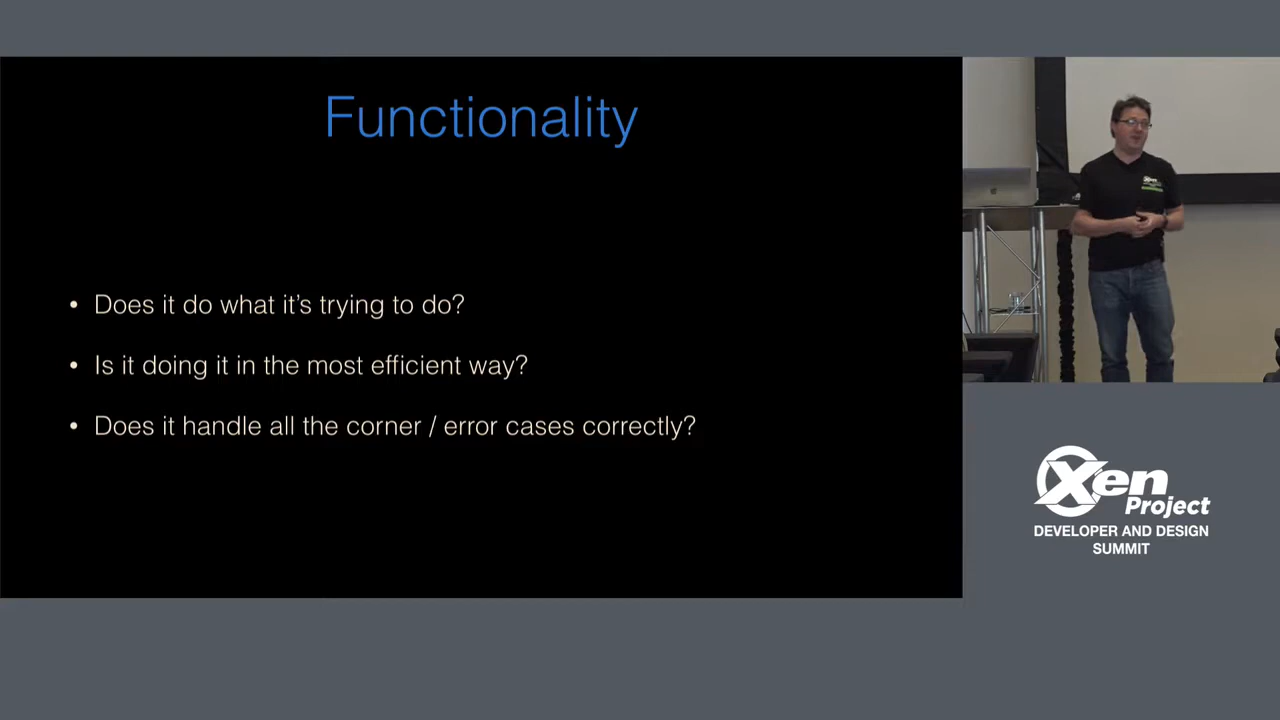 Functionality
• Does it do what it's trying to do?
• Is it doing it in the most efficient way?
• Does it handle all the corner / error cases correctly?
Xen
Project
DEVELOPER AND DESIGN
SUMMIT